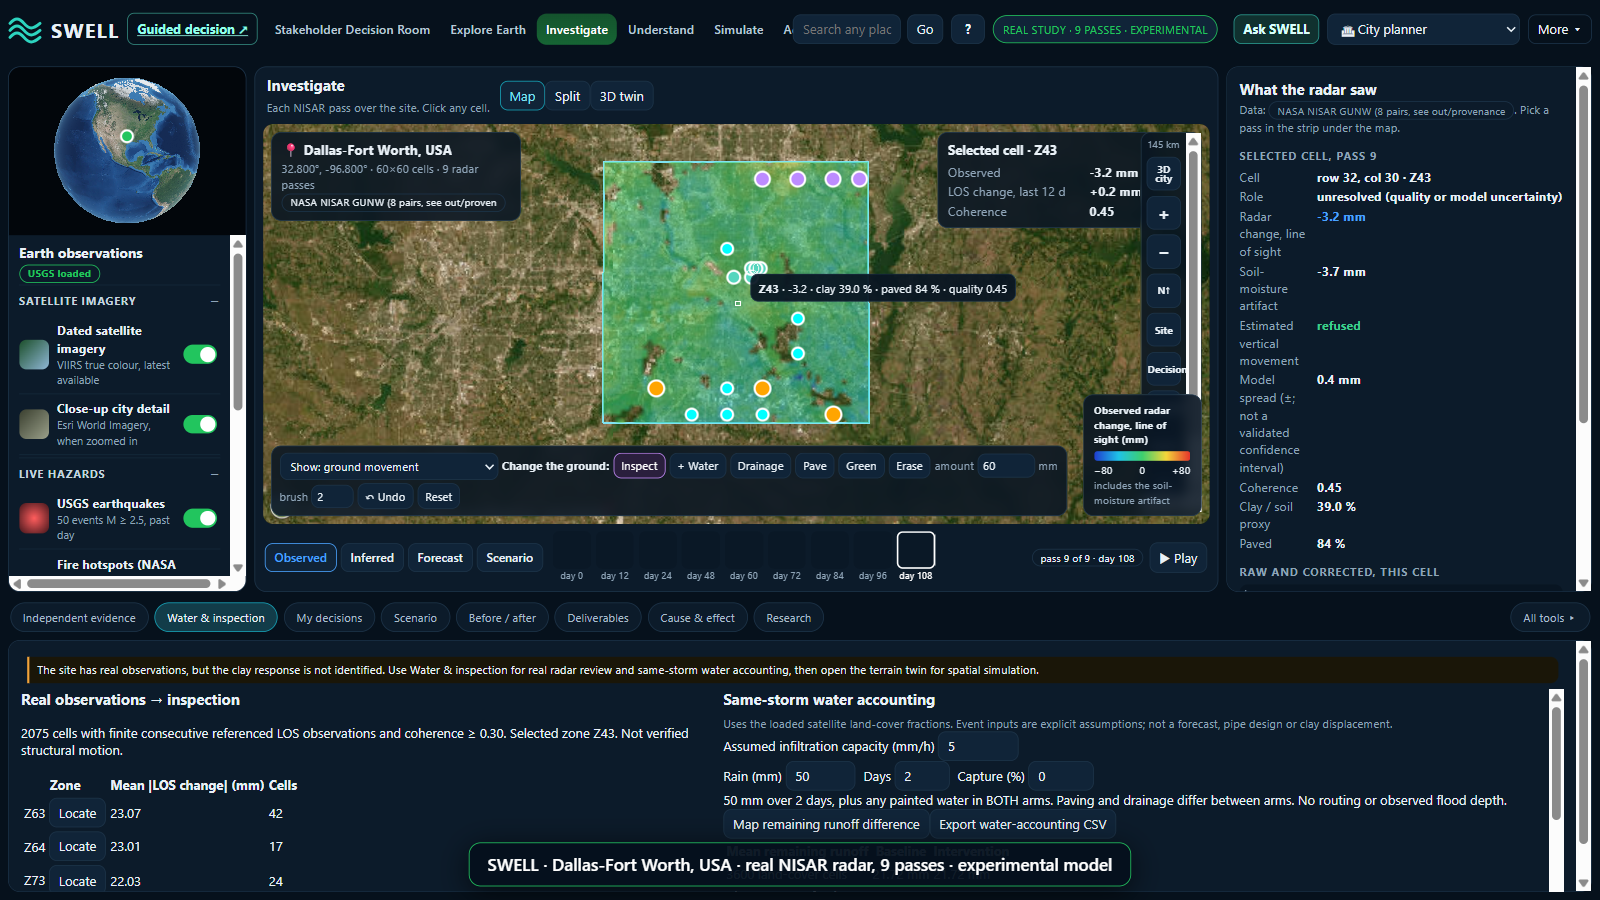 SWELL
Guided decision ↗
Stakeholder Decision Room
Explore Earth
Investigate
Understand
Simulate
Search any plac
Go
?
REAL STUDY · 9 PASSES · EXPERIMENTAL
Ask SWELL
City planner
More ▾
Earth observations
USGS loaded
SATELLITE IMAGERY
Dated satellite
imagery
VIIRS true colour, latest
available
Close-up city detail
Esri World Imagery,
when zoomed in
LIVE HAZARDS
USGS earthquakes
50 events M ≥ 2.5, past
day
Fire hotspots (NASA
Investigate
Each NISAR pass over the site. Click any cell.
Map
Split
3D twin
Dallas-Fort Worth, USA
32.800°, -96.800° · 60×60 cells · 9 radar
passes
NASA NISAR GUNW (8 pairs, see out/proven
Selected cell · Z43
Observed -3.2 mm
LOS change, last 12 d +0.2 mm
Coherence 0.45
145 km
3D
city
+
−
N↑
Site
Decision
Z43 · -3.2 · clay 39.0 % · paved 84 % · quality 0.45
Observed radar
change, line of
sight (mm)
−80 0 +80
includes the soil-
moisture artifact
Show: ground movement
Change the ground:
Inspect
+ Water
Drainage
Pave
Green
Erase
amount 60 mm
brush 2
↶ Undo
Reset
Observed
Inferred
Forecast
Scenario
day 0
day 12
day 24
day 48
day 60
day 72
day 84
day 96
day 108
pass 9 of 9 · day 108
▶ Play
What the radar saw
Data: NASA NISAR GUNW (8 pairs, see out/provenance . Pick a
pass in the strip under the map.
SELECTED CELL, PASS 9
Cell row 32, col 30 · Z43
Role unresolved (quality or model uncertainty)
Radar change, line of sight -3.2 mm
Soil-moisture artifact -3.7 mm
Estimated vertical movement refused
Model spread (±; not a validated confidence interval) 0.4 mm
Coherence 0.45
Clay / soil proxy 39.0 %
Paved 84 %
RAW AND CORRECTED, THIS CELL
Independent evidence
Water & inspection
My decisions
Scenario
Before / after
Deliverables
Cause & effect
Research
All tools ▸
The site has real observations, but the clay response is not identified. Use Water & inspection for real radar review and same-storm water accounting, then open the terrain twin for spatial simulation.
Real observations → inspection
2075 cells with finite consecutive referenced LOS observations and coherence ≥ 0.30. Selected zone Z43. Not verified
structural motion.
Zone Mean |LOS change| (mm) Cells
Z63 Locate 23.07 42
Z64 Locate 23.01 17
Z73 Locate 22.03 24
Same-storm water accounting
Uses the loaded satellite land-cover fractions. Event inputs are explicit assumptions; not a forecast, pipe design or clay displacement.
Assumed infiltration capacity (mm/h) 5
Rain (mm) 50 Days 2 Capture (%) 0
50 mm over 2 days, plus any painted water in BOTH arms. Paving and drainage differ between arms. No routing or observed flood depth.
Map remaining runoff difference
Export water-accounting CSV
Mean remaining runoff Baseline Intervention
SWELL · Dallas-Fort Worth, USA · real NISAR radar, 9 passes · experimental model